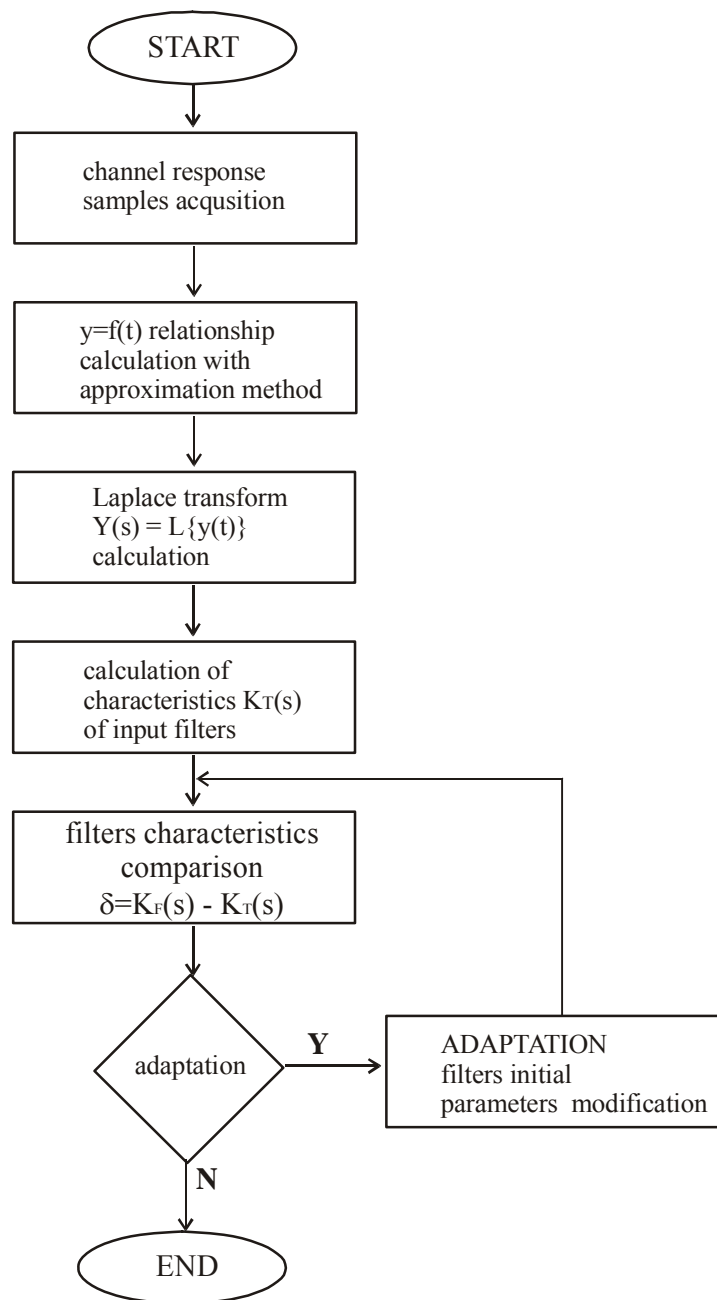 START
channel response
samples acqusition
y=f(t) relationship
calculation with
approximation method
Laplace transform
Y(s) = L{y(t)}
calculation
calculation of
characteristics KT(s)
of input filters
filters characteristics
comparison
δ=KF(s) - KT(s)
adaptation
Y
ADAPTATION
filters initial
parameters modification
N
END